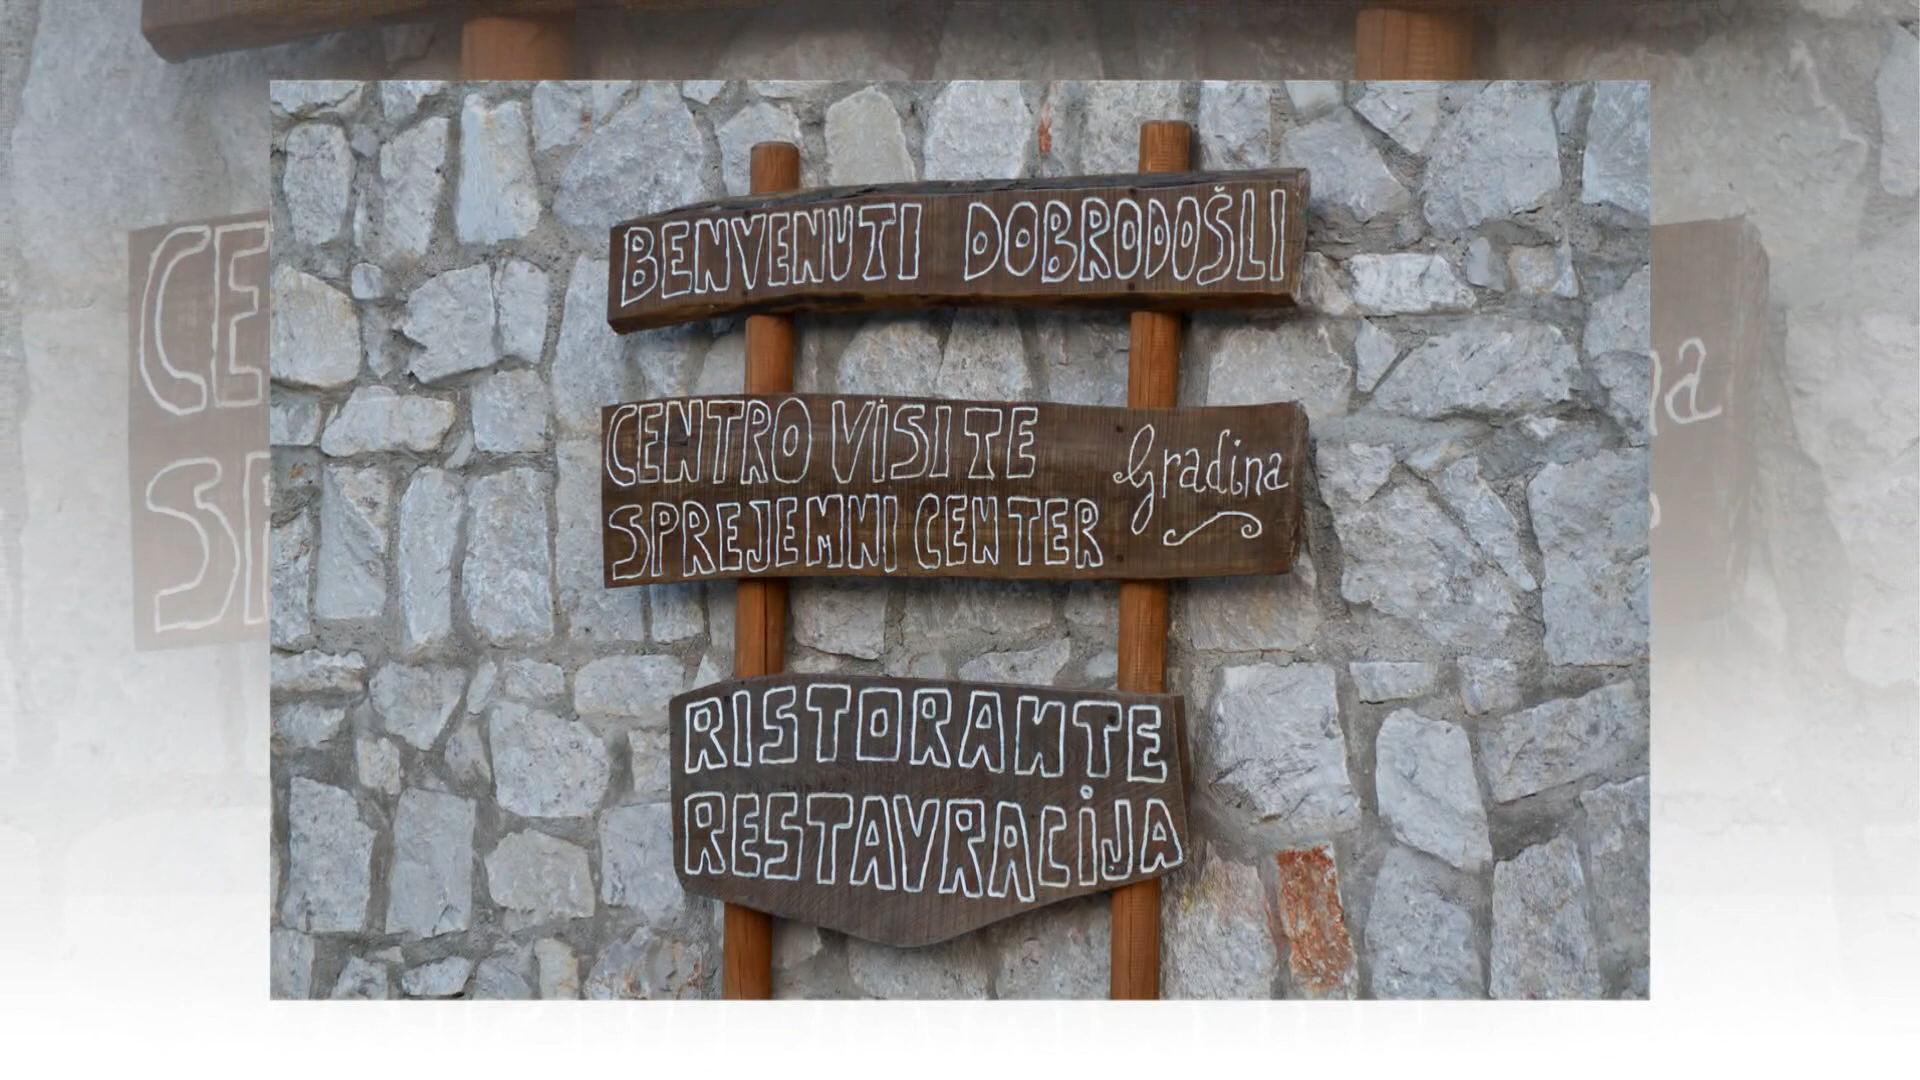 BENVENUTI DOBRODOŠLI
CENTRO VISITE
SPREJEMNI CENTER
Gradina
RISTORANTE
RESTAVRACIJA